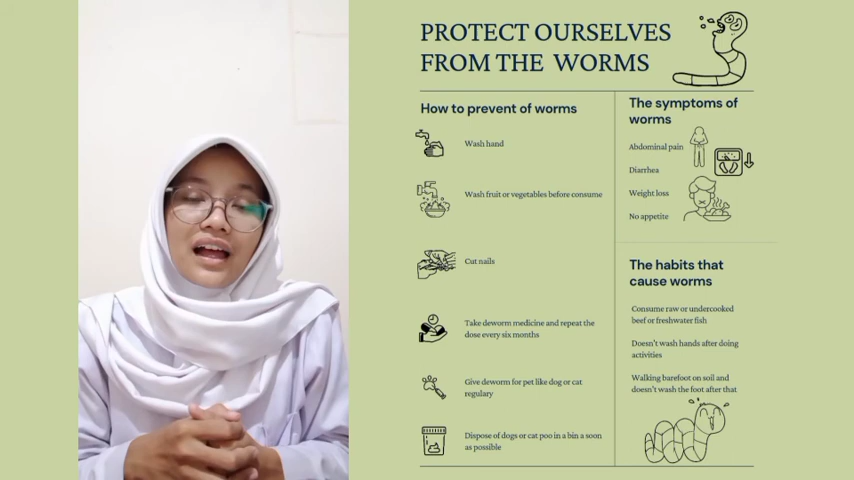 PROTECT OURSELVES
FROM THE WORMS
How to prevent of worms
Wash hand
Wash fruit or vegetables before consume
Cut nails
Take deworm medicine and repeat the
dose every six months
Give deworm for pet like dog or cat
regulary
Dispose of dogs or cat poo in a bin a soon
as possible
The symptoms of
worms
Abdominal pain
Diarrhea
Weight loss
No appetite
The habits that
cause worms
Consume raw or undercooked
beef or freshwater fish
Doesn't wash hands after doing
activities
Walking barefoot on soil and
doesn't wash the foot after that